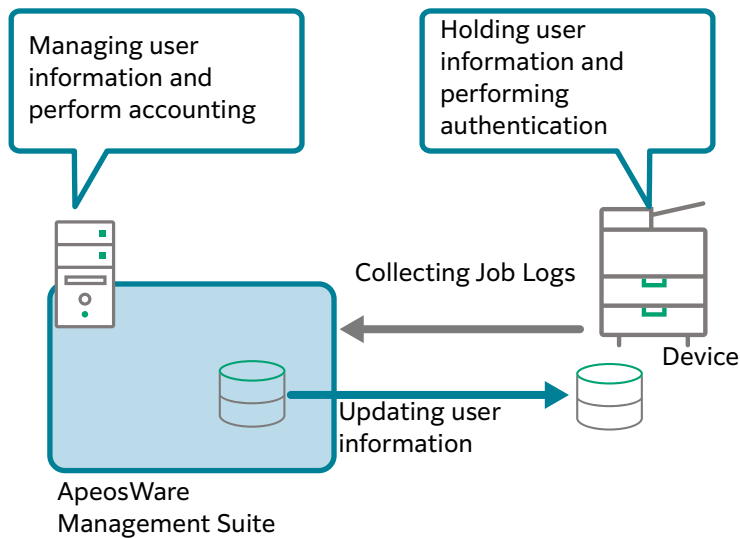 Managing user
information and
perform accounting
Holding user
information and
performing
authentication
Collecting Job Logs
Device
Updating user
information
ApeosWare
Management Suite